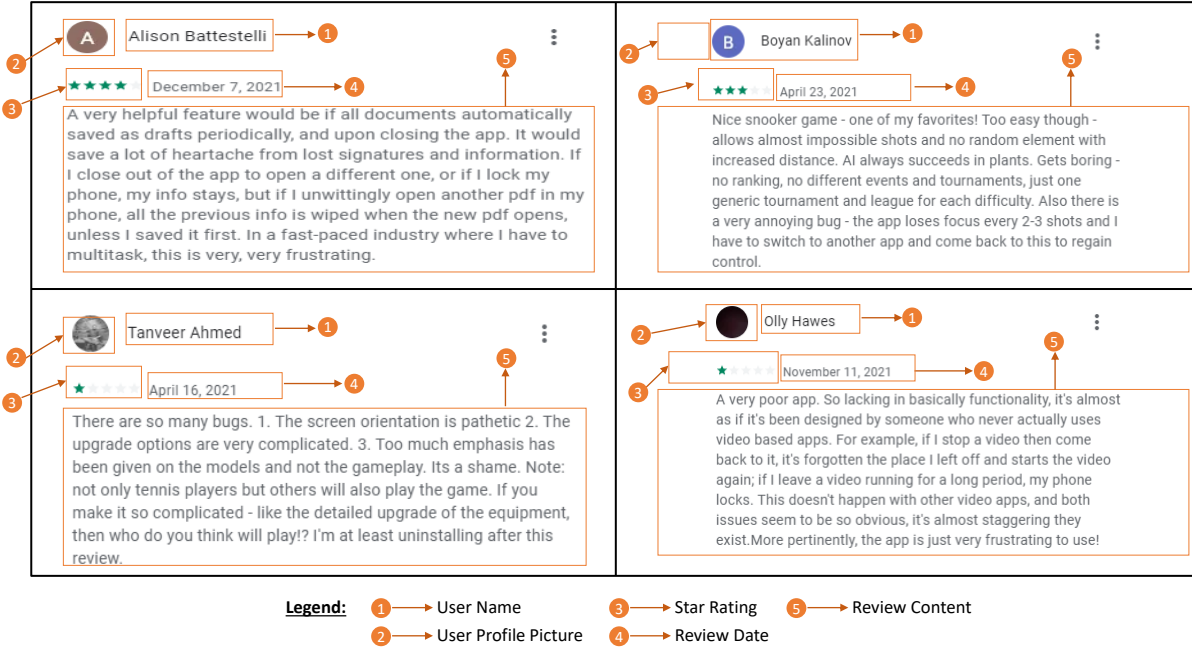 A
Alison Battestelli
1
2
5
3
December 7, 2021
4
A very helpful feature would be if all documents automatically
saved as drafts periodically, and upon closing the app. It would
save a lot of heartache from lost signatures and information. If
I close out of the app to open a different one, or if I lock my
phone, my info stays, but if I unwittingly open another pdf in my
phone, all the previous info is wiped when the new pdf opens,
unless I saved it first. In a fast-paced industry where I have to
multitask, this is very, very frustrating.
2
B
Boyan Kalinov
1
5
3
April 23, 2021
4
Nice snooker game - one of my favorites! Too easy though -
allows almost impossible shots and no random element with
increased distance. AI always succeeds in plants. Gets boring -
no ranking, no different events and tournaments, just one
generic tournament and league for each difficulty. Also there is
a very annoying bug - the app loses focus every 2-3 shots and I
have to switch to another app and come back to this to regain
control.
Tanveer Ahmed
1
2
5
3
April 16, 2021
4
There are so many bugs. 1. The screen orientation is pathetic 2. The
upgrade options are very complicated. 3. Too much emphasis has
been given on the models and not the gameplay. Its a shame. Note:
not only tennis players but others will also play the game. If you
make it so complicated - like the detailed upgrade of the equipment,
then who do you think will play!? I'm at least uninstalling after this
review.
2
Olly Hawes
1
5
3
November 11, 2021
4
A very poor app. So lacking in basically functionality, it's almost
as if it's been designed by someone who never actually uses
video based apps. For example, if I stop a video then come
back to it, it's forgotten the place I left off and starts the video
again; if I leave a video running for a long period, my phone
locks. This doesn't happen with other video apps, and both
issues seem to be so obvious, it's almost staggering they
exist.More pertinently, the app is just very frustrating to use!
Legend:
1 User Name
3 Star Rating
5 Review Content
2 User Profile Picture
4 Review Date